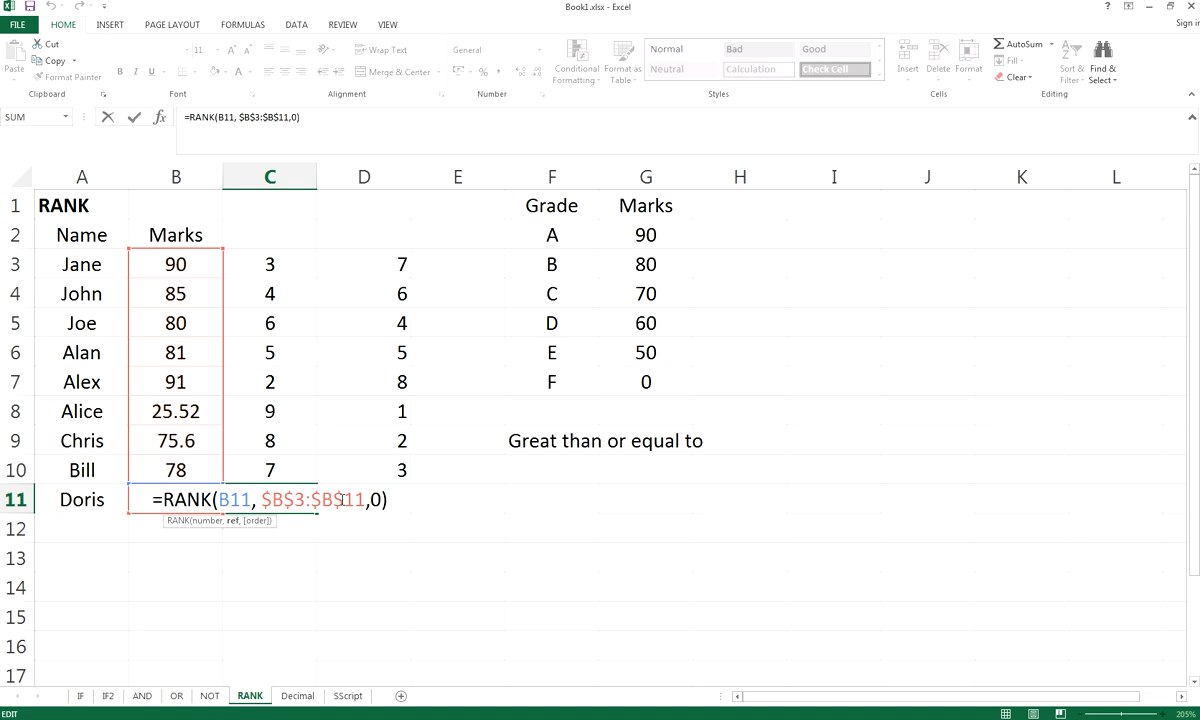 Book1.xlsx - Excel
?
FILE HOME INSERT PAGE LAYOUT FORMULAS DATA REVIEW VIEW
Sign in
Paste
Cut
Copy
Format Painter
Clipboard
11
B I U
Font
Wrap Text
Merge & Center
Alignment
General
%
Number
Conditional Formatting
Format as Table
Normal Bad Good
Neutral Calculation Check Cell
Styles
Insert Delete Format
Cells
AutoSum
Fill
Clear
Sort & Filter
Find & Select
Editing
SUM
fx
=RANK(B11, $B$3:$B$11,0)
A B C D E F G H I J K L
1 RANK Grade Marks
2 Name Marks A 90
3 Jane 90 3 7 B 80
4 John 85 4 6 C 70
5 Joe 80 6 4 D 60
6 Alan 81 5 5 E 50
7 Alex 91 2 8 F 0
8 Alice 25.52 9 1
9 Chris 75.6 8 2 Great than or equal to
10 Bill 78 7 3
11 Doris =RANK(B11, $B$3:$B$11,0)
RANK(number, ref, [order])
12
13
14
15
16
17
IF IF2 AND OR NOT RANK Decimal SScript
EDIT
205%